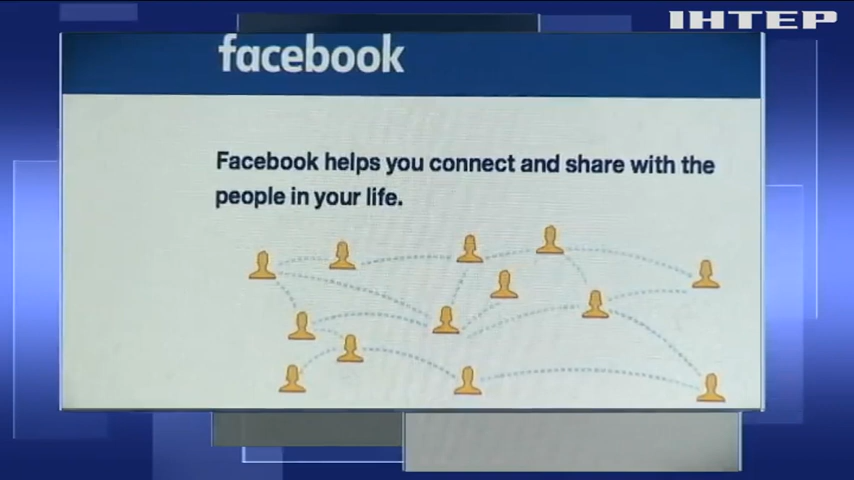 ІНТЕР
facebook
Facebook helps you connect and share with the
people in your life.